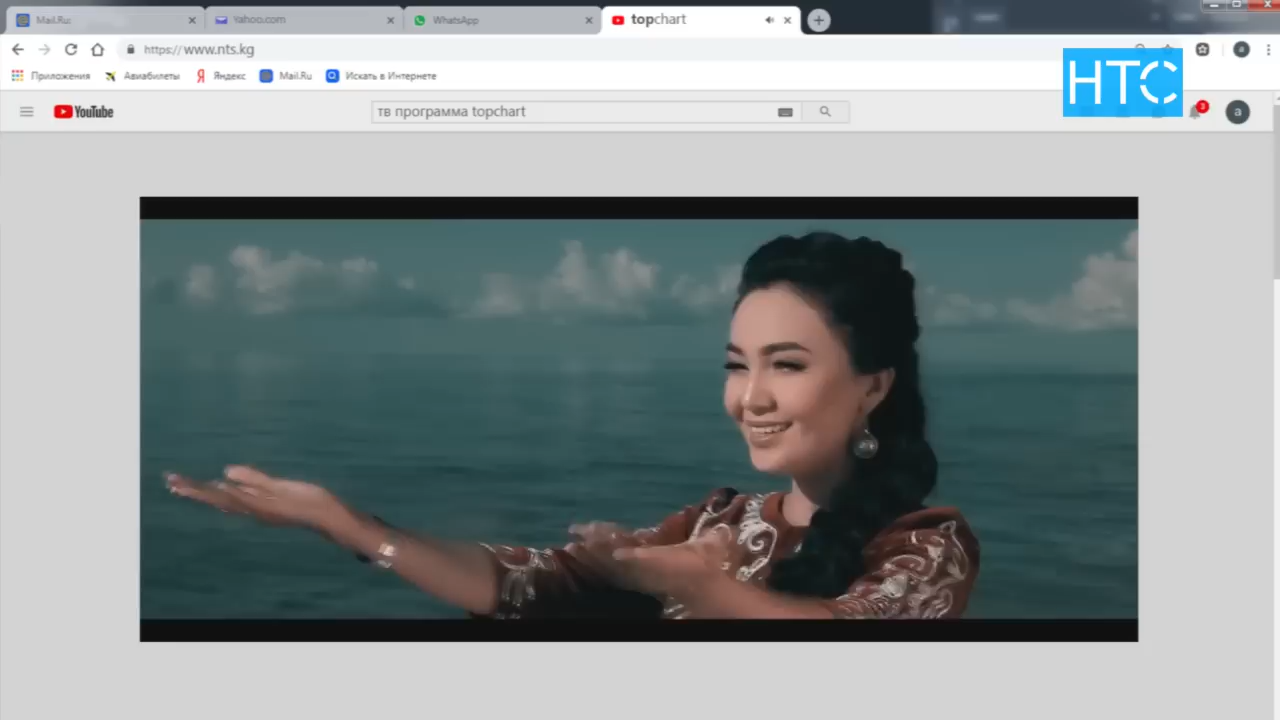 Mail.Ru:
Yahoo.com
WhatsApp
topchart
https://www.nts.kg
a
Приложения
Авиабилеты
Я Яндекс
Mail.Ru
Искать в Интернете
НТС
YouTube
тв программа topchart
3
a